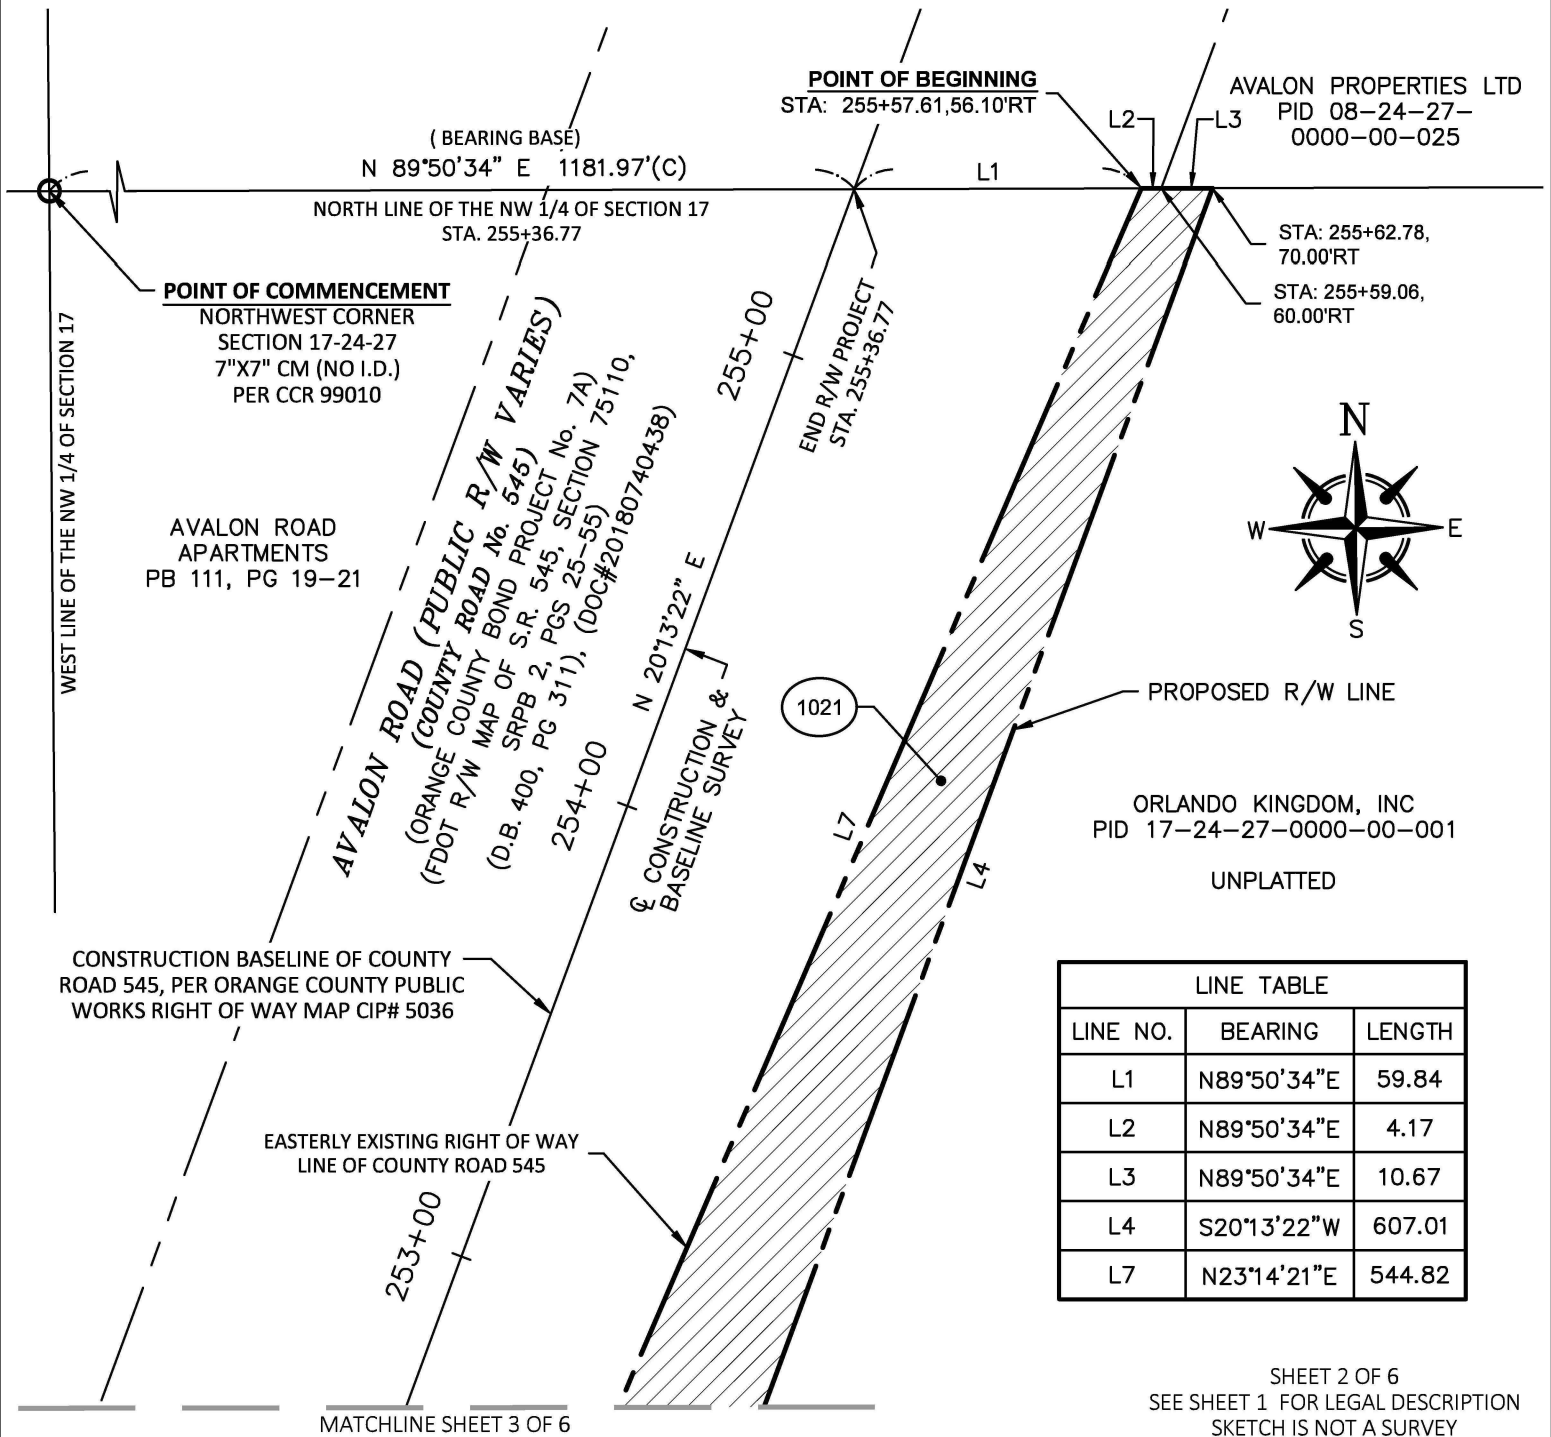 POINT OF BEGINNING
STA: 255+57.61,56.10'RT
AVALON PROPERTIES LTD
PID 08-24-27-
0000-00-025
L2
L3
( BEARING BASE)
N 89°50'34" E 1181.97'(C)
L1
NORTH LINE OF THE NW 1/4 OF SECTION 17
STA. 255+36.77
STA: 255+62.78,
70.00'RT
STA: 255+59.06,
60.00'RT
POINT OF COMMENCEMENT
NORTHWEST CORNER
SECTION 17-24-27
7"X7" CM (NO I.D.)
PER CCR 99010
WEST LINE OF THE NW 1/4 OF SECTION 17
AVALON ROAD
APARTMENTS
PB 111, PG 19-21
AVALON ROAD (PUBLIC R/W VARIES)
(COUNTY ROAD No. 545)
(ORANGE COUNTY BOND PROJECT No. 7A)
(FDOT R/W MAP OF S.R. 545, SECTION 75110,
SRPB 2, PGS 25-55)
(D.B. 400, PG 311), (DOC#20180740438)
255+00
END R/W PROJECT
STA. 255+36.77
N 20°13'22" E
254+00
℄ CONSTRUCTION &
BASELINE SURVEY
N
W
E
S
1021
PROPOSED R/W LINE
L7
L4
ORLANDO KINGDOM, INC
PID 17-24-27-0000-00-001
UNPLATTED
CONSTRUCTION BASELINE OF COUNTY
ROAD 545, PER ORANGE COUNTY PUBLIC
WORKS RIGHT OF WAY MAP CIP# 5036
EASTERLY EXISTING RIGHT OF WAY
LINE OF COUNTY ROAD 545
253+00
LINE TABLE
LINE NO. BEARING LENGTH
L1 N89°50'34"E 59.84
L2 N89°50'34"E 4.17
L3 N89°50'34"E 10.67
L4 S20°13'22"W 607.01
L7 N23°14'21"E 544.82
MATCHLINE SHEET 3 OF 6
SHEET 2 OF 6
SEE SHEET 1 FOR LEGAL DESCRIPTION
SKETCH IS NOT A SURVEY